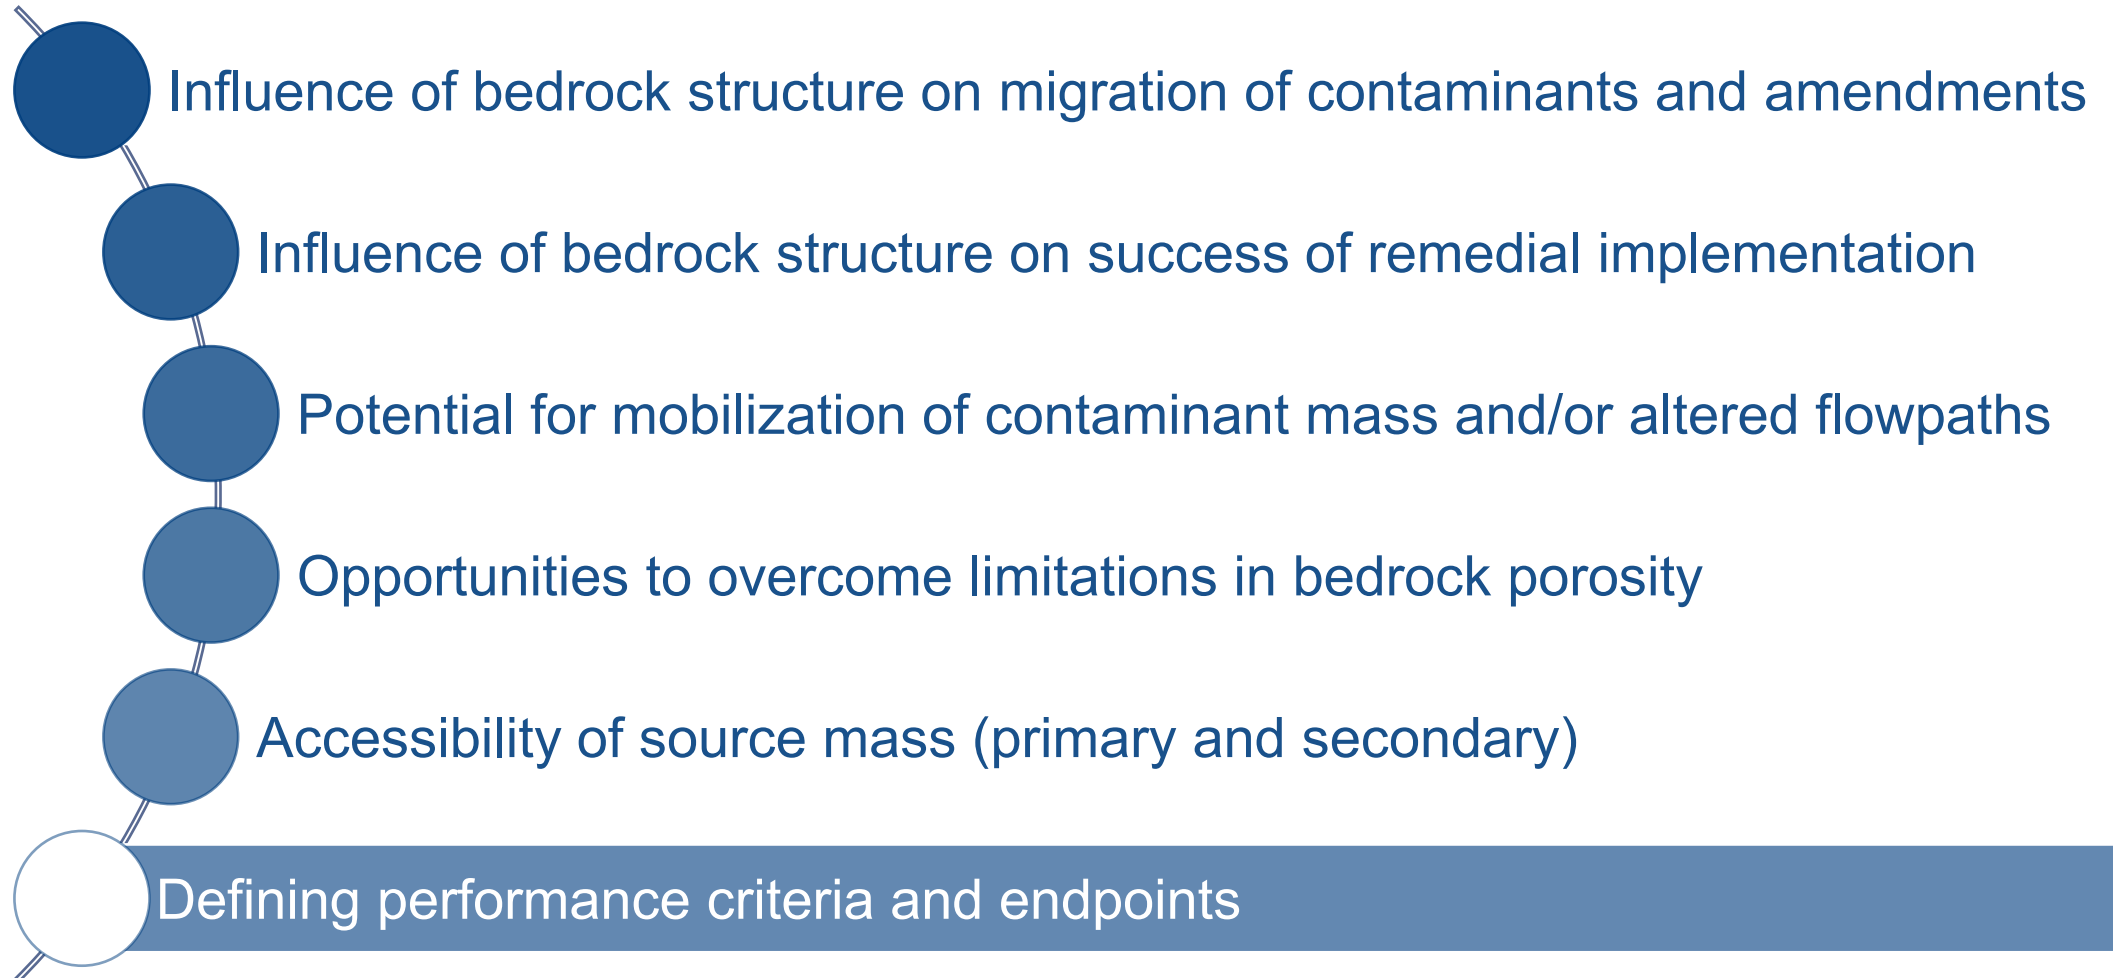 Influence of bedrock structure on migration of contaminants and amendments
Influence of bedrock structure on success of remedial implementation
Potential for mobilization of contaminant mass and/or altered flowpaths
Opportunities to overcome limitations in bedrock porosity
Accessibility of source mass (primary and secondary)
Defining performance criteria and endpoints